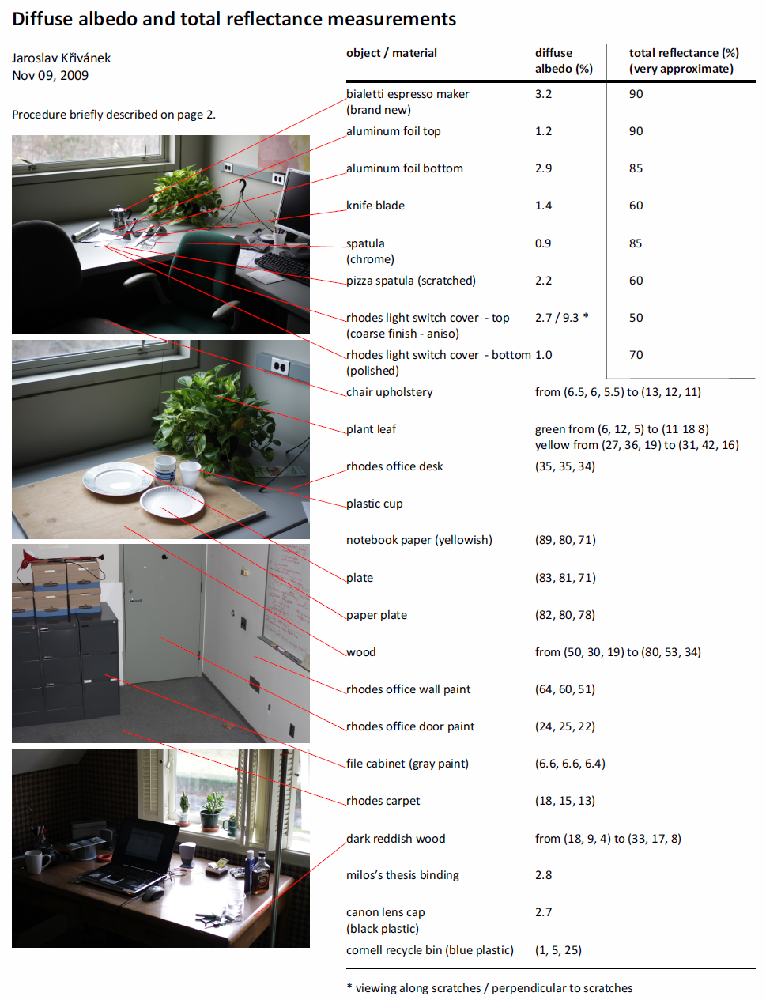 Diffuse albedo and total reflectance measurements
Jaroslav Křivánek
Nov 09, 2009
Procedure briefly described on page 2.
object / material diffuse albedo (%) total reflectance (%) (very approximate)
bialetti espresso maker (brand new) 3.2 90
aluminum foil top 1.2 90
aluminum foil bottom 2.9 85
knife blade 1.4 60
spatula (chrome) 0.9 85
pizza spatula (scratched) 2.2 60
rhodes light switch cover - top (coarse finish - aniso) 2.7 / 9.3 * 50
rhodes light switch cover - bottom (polished) 1.0 70
chair upholstery from (6.5, 6, 5.5) to (13, 12, 11)
plant leaf green from (6, 12, 5) to (11 18 8)
yellow from (27, 36, 19) to (31, 42, 16)
rhodes office desk (35, 35, 34)
plastic cup
notebook paper (yellowish) (89, 80, 71)
plate (83, 81, 71)
paper plate (82, 80, 78)
wood from (50, 30, 19) to (80, 53, 34)
rhodes office wall paint (64, 60, 51)
rhodes office door paint (24, 25, 22)
file cabinet (gray paint) (6.6, 6.6, 6.4)
rhodes carpet (18, 15, 13)
dark reddish wood from (18, 9, 4) to (33, 17, 8)
milos's thesis binding 2.8
canon lens cap (black plastic) 2.7
cornell recycle bin (blue plastic) (1, 5, 25)
* viewing along scratches / perpendicular to scratches